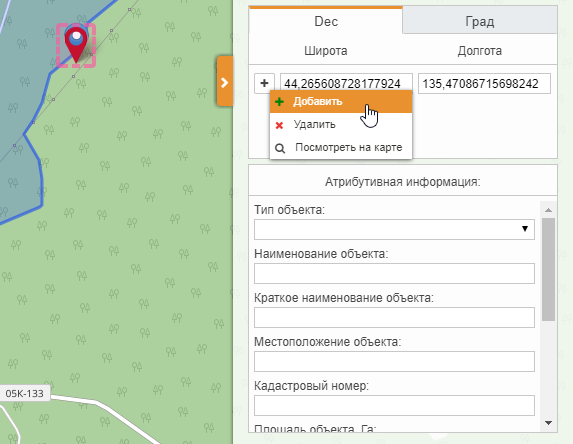 Dec Град
Широта Долгота
44,265608728177924 135,47086715698242
Добавить
Удалить
Посмотреть на карте
Атрибутивная информация:
Тип объекта:
Наименование объекта:
Краткое наименование объекта:
Местоположение объекта:
Кадастровый номер:
Площадь объекта, Га:
05К-133